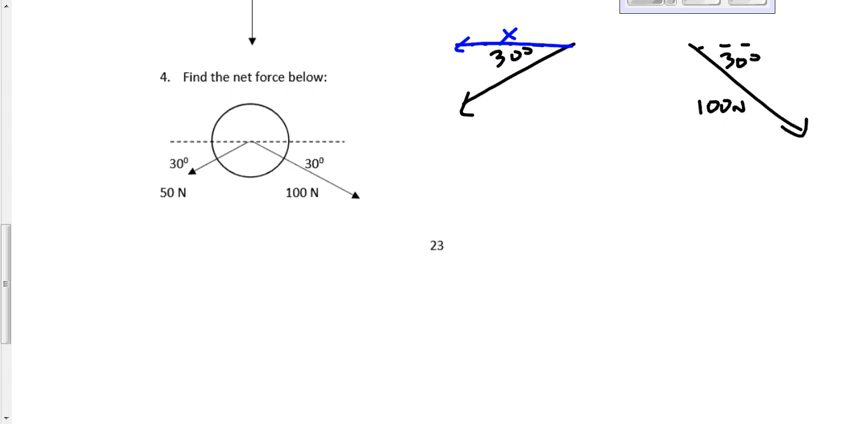 4. Find the net force below:
30⁰ 30⁰
50 N 100 N
x
30°
30°
100N
23